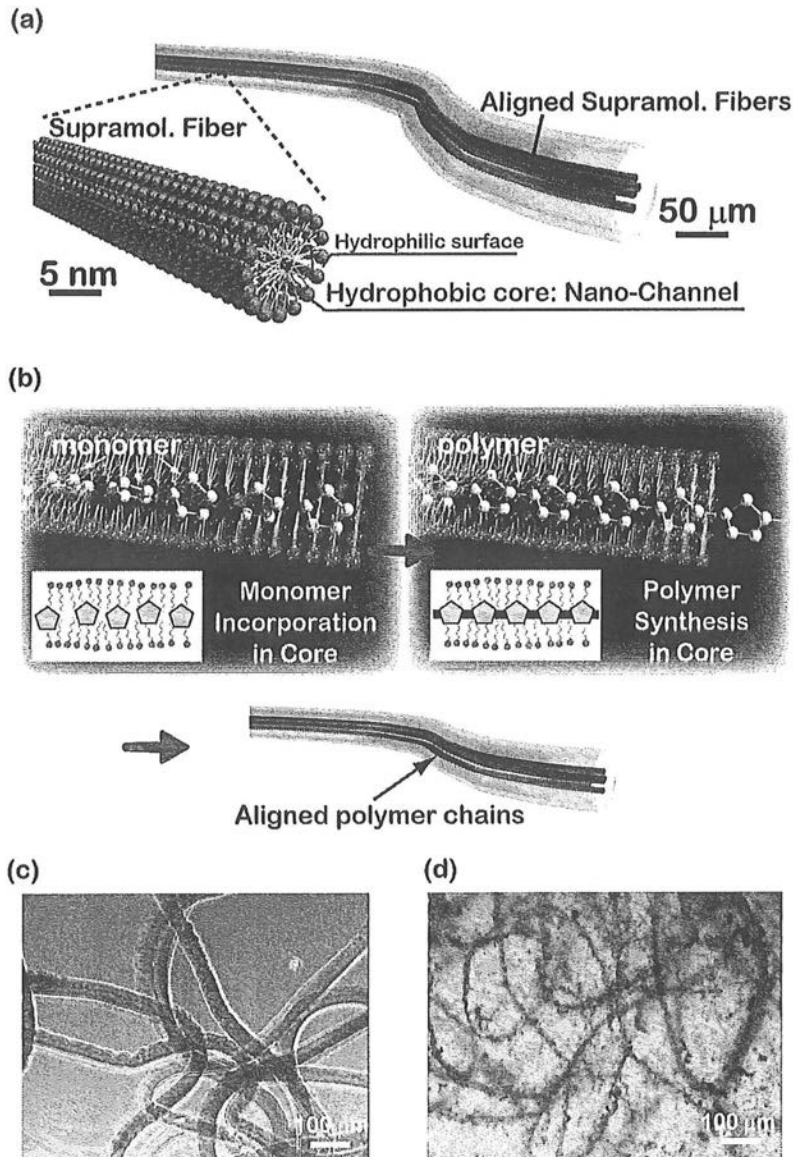 (a)
Supramol. Fiber
Aligned Supramol. Fibers
50 μm
5 nm
Hydrophilic surface
Hydrophobic core: Nano-Channel
(b)
monomer
Monomer
Incorporation
in Core
polymer
Polymer
Synthesis
in Core
Aligned polymer chains
(c)
100 μm
(d)
100 μm